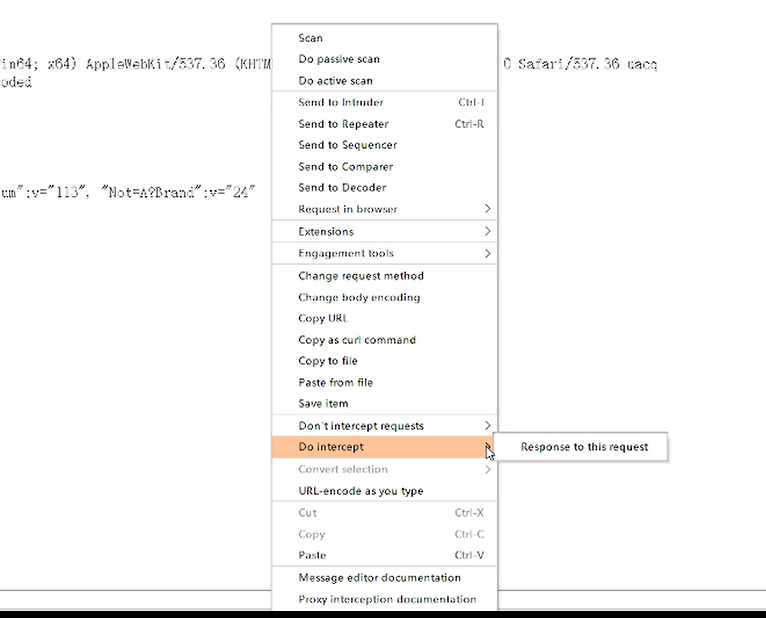 Scan
Do passive scan
in64; x64) AppleWebKit/537.36 (KHTM 0 Safari/537.36 uacq
oded
Do active scan
Send to Intruder Ctrl-I
Send to Repeater Ctrl-R
Send to Sequencer
Send to Comparer
Send to Decoder
um";v="113", "Not=A?Brand";v="24"
Request in browser
Extensions
Engagement tools
Change request method
Change body encoding
Copy URL
Copy as curl command
Copy to file
Paste from file
Save item
Don't intercept requests
Do intercept Response to this request
Convert selection
URL-encode as you type
Cut Ctrl-X
Copy Ctrl-C
Paste Ctrl-V
Message editor documentation
Proxy interception documentation